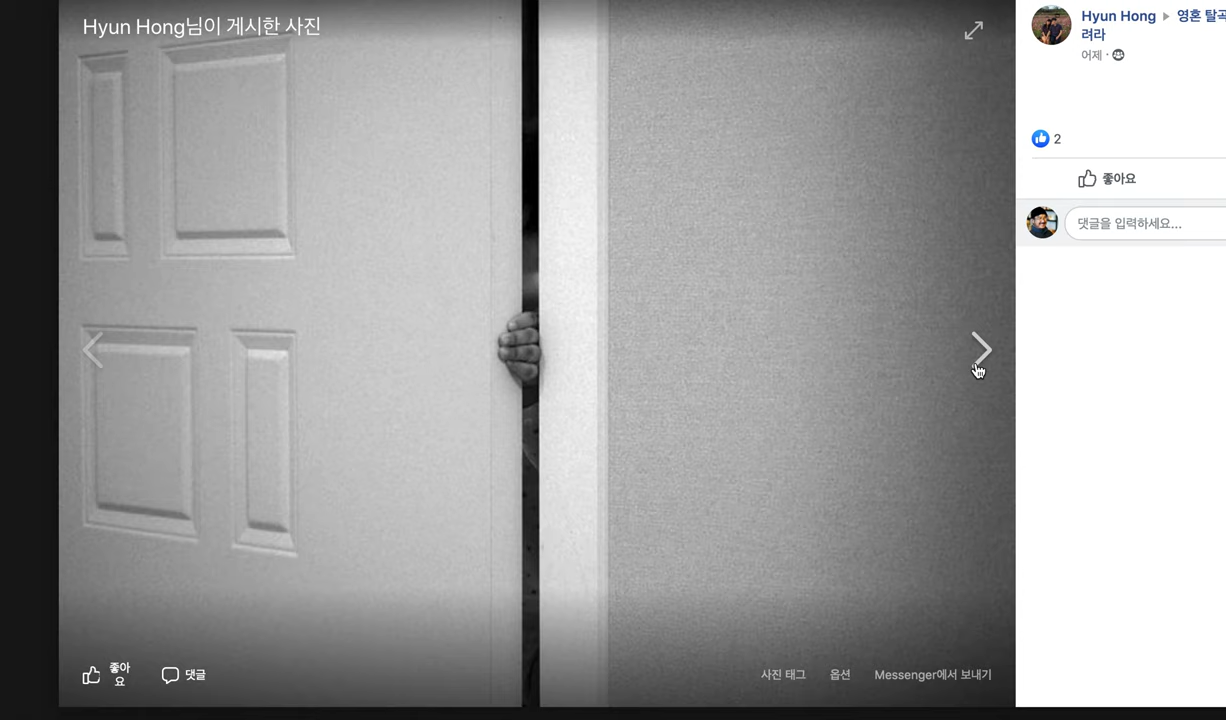 Hyun Hong님이 게시한 사진
좋아
요
댓글
사진 태그 옵션 Messenger에서 보내기
Hyun Hong ▸ 영혼 탈곡
려라
어제 ·
2
좋아요
댓글을 입력하세요...